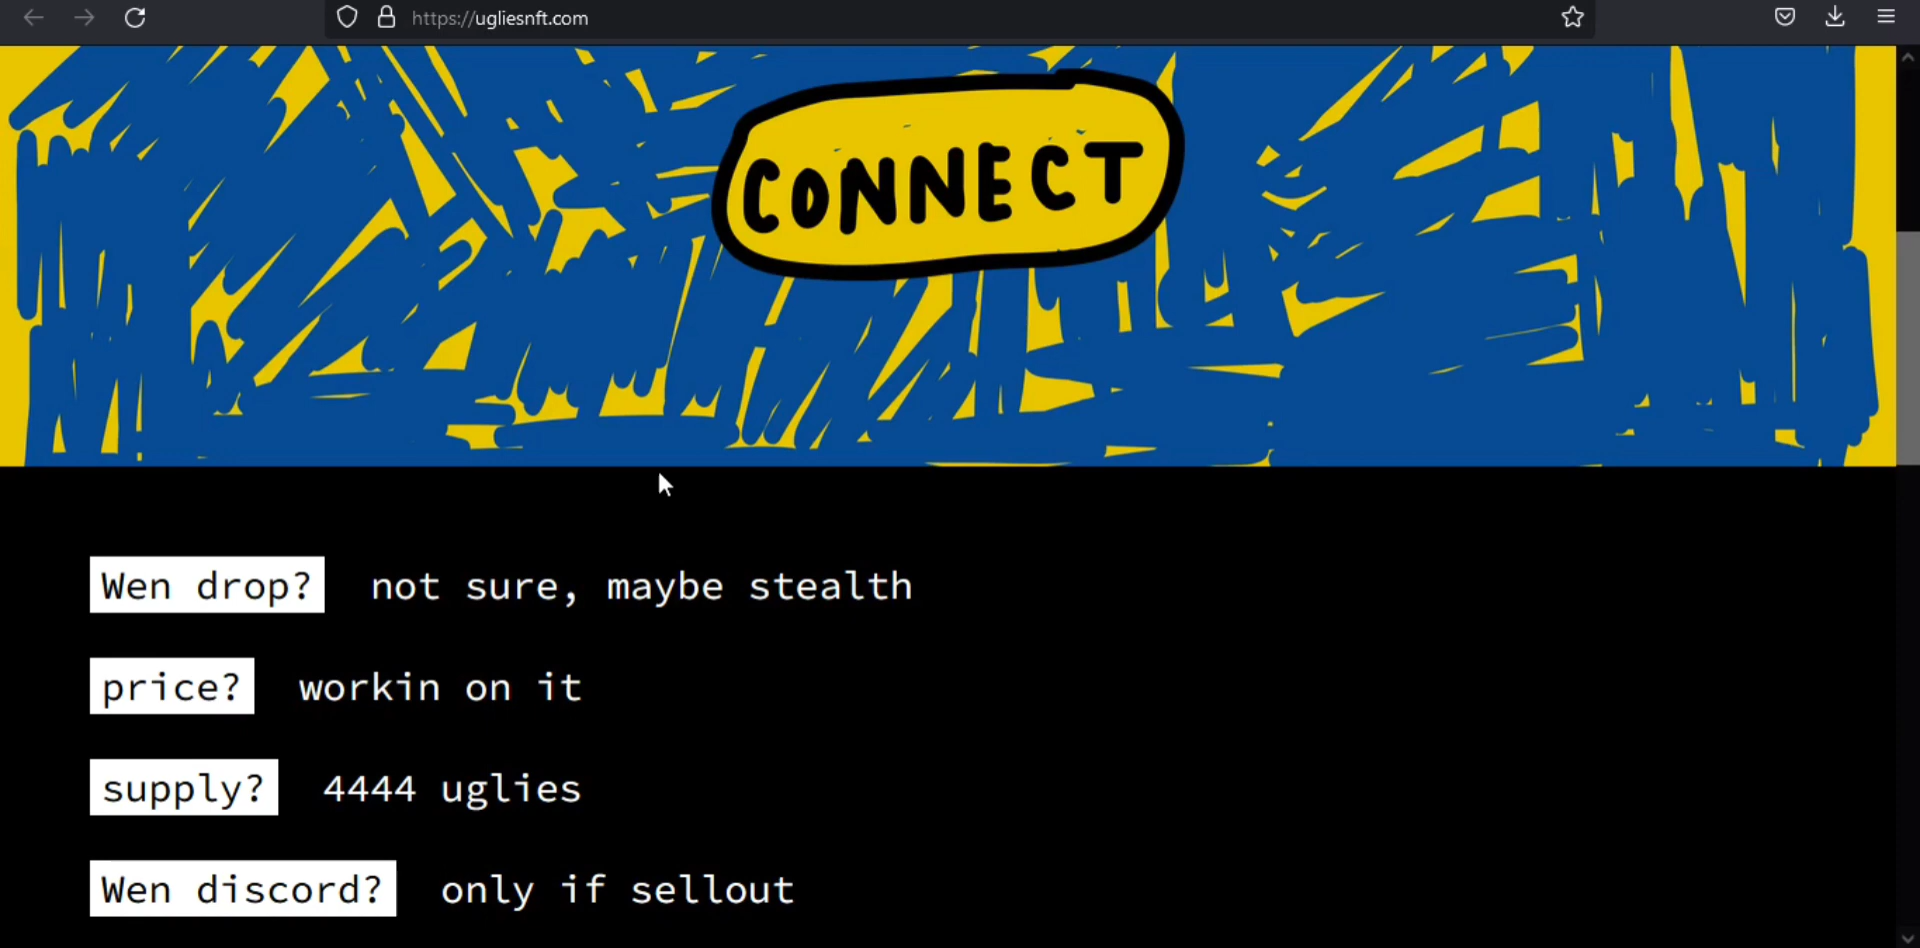 https://ugliesnft.com
CONNECT
Wen drop? not sure, maybe stealth
price? workin on it
supply? 4444 uglies
Wen discord? only if sellout